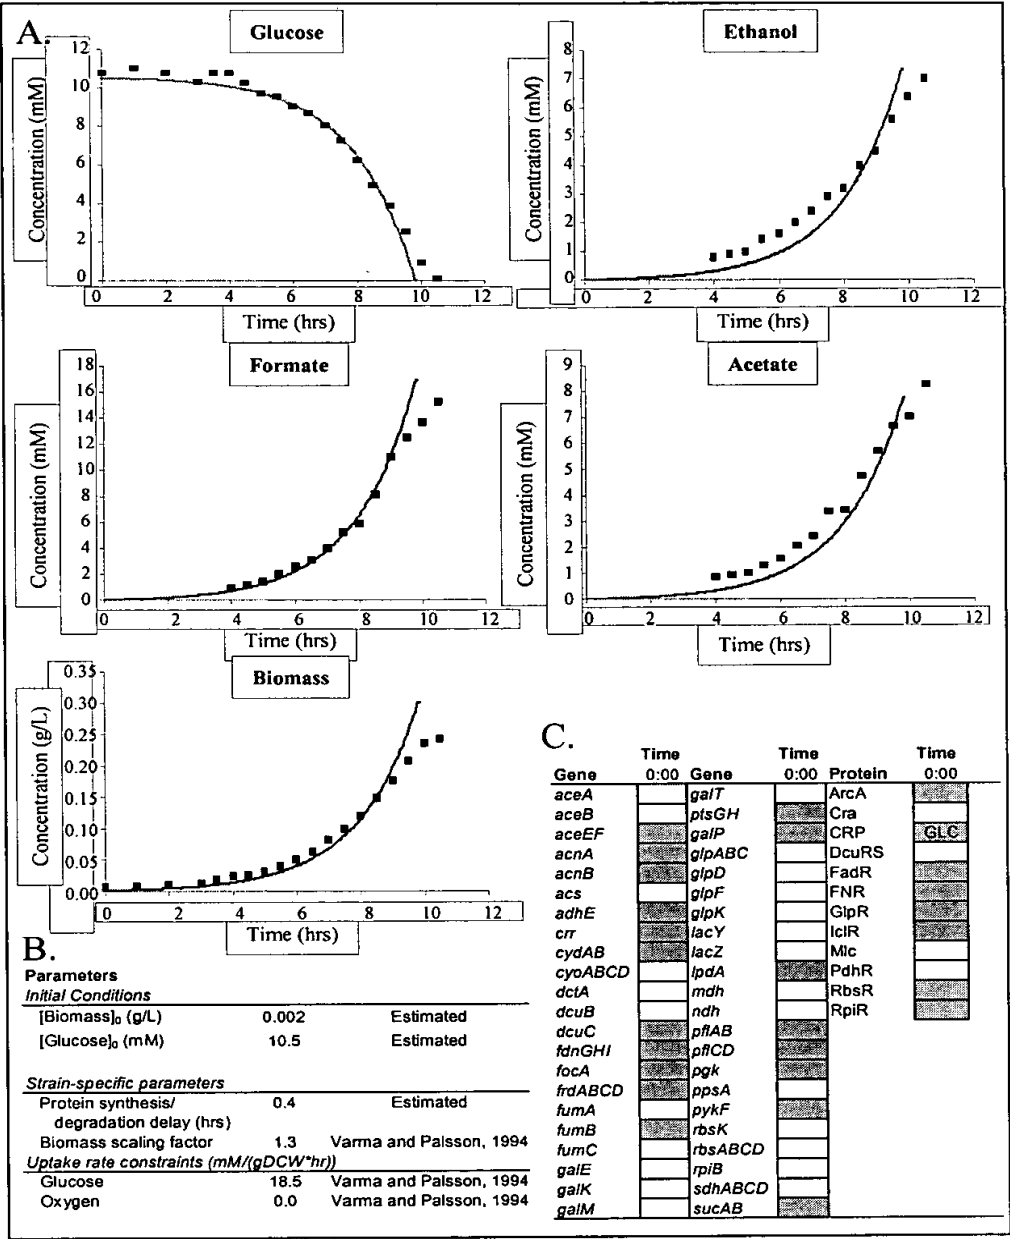 A.
Glucose
Concentration (mM)
12
10
8
6
4
2
0
0 2 4 6 8 10 12
Time (hrs)
Ethanol
Concentration (mM)
8
7
6
5
4
3
2
1
0
0 2 4 6 8 10 12
Time (hrs)
Formate
Concentration (mM)
18
16
14
12
10
8
6
4
2
0
0 2 4 6 8 10 12
Time (hrs)
Acetate
Concentration (mM)
9
8
7
6
5
4
3
2
1
0
0 2 4 6 8 10 12
Time (hrs)
Biomass
Concentration (g/L)
0.35
0.30
0.25
0.20
0.15
0.10
0.05
0.00
0 2 4 6 8 10 12
Time (hrs)
B.
Parameters
Initial Conditions
[Biomass]₀ (g/L) 0.002 Estimated
[Glucose]₀ (mM) 10.5 Estimated
Strain-specific parameters
Protein synthesis/ 0.4 Estimated
degradation delay (hrs)
Biomass scaling factor 1.3 Varma and Palsson, 1994
Uptake rate constraints (mM/(gDCW*hr))
Glucose 18.5 Varma and Palsson, 1994
Oxygen 0.0 Varma and Palsson, 1994
C.
Time Time Time
Gene 0:00 Gene 0:00 Protein 0:00
aceA galT ArcA
aceB ptsGH Cra
aceEF galP CRP GLC
acnA glpABC DcuRS
acnB glpD FadR
acs glpF FNR
adhE glpK GlpR
crr lacY IclR
cydAB lacZ Mlc
cyoABCD lpdA PdhR
dctA mdh RbsR
dcuB ndh RpiR
dcuC pflAB
fdnGHI pflCD
focA pgk
frdABCD ppsA
fumA pykF
fumB rbsK
fumC rbsABCD
galE rpiB
galK sdhABCD
galM sucAB